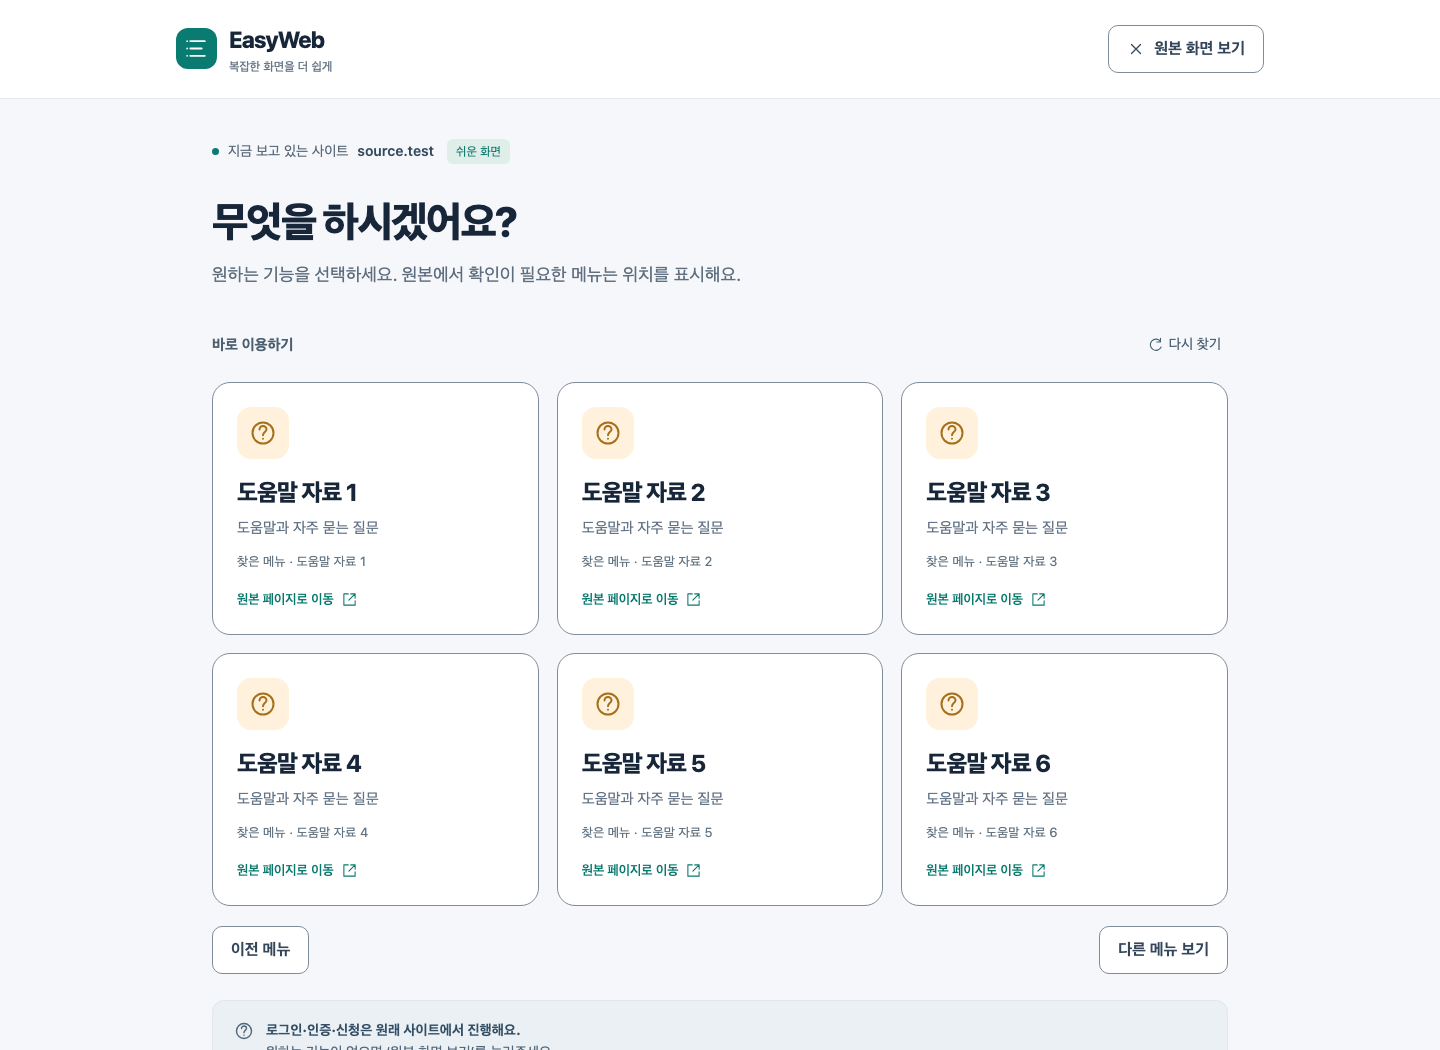 EasyWeb
복잡한 화면을 더 쉽게
원본 화면 보기
지금 보고 있는 사이트 source.test 쉬운 화면
무엇을 하시겠어요?
원하는 기능을 선택하세요. 원본에서 확인이 필요한 메뉴는 위치를 표시해요.
바로 이용하기
다시 찾기
도움말 자료 1
도움말과 자주 묻는 질문
찾은 메뉴 · 도움말 자료 1
원본 페이지로 이동
도움말 자료 2
도움말과 자주 묻는 질문
찾은 메뉴 · 도움말 자료 2
원본 페이지로 이동
도움말 자료 3
도움말과 자주 묻는 질문
찾은 메뉴 · 도움말 자료 3
원본 페이지로 이동
도움말 자료 4
도움말과 자주 묻는 질문
찾은 메뉴 · 도움말 자료 4
원본 페이지로 이동
도움말 자료 5
도움말과 자주 묻는 질문
찾은 메뉴 · 도움말 자료 5
원본 페이지로 이동
도움말 자료 6
도움말과 자주 묻는 질문
찾은 메뉴 · 도움말 자료 6
원본 페이지로 이동
이전 메뉴
다른 메뉴 보기
로그인·인증·신청은 원래 사이트에서 진행해요.